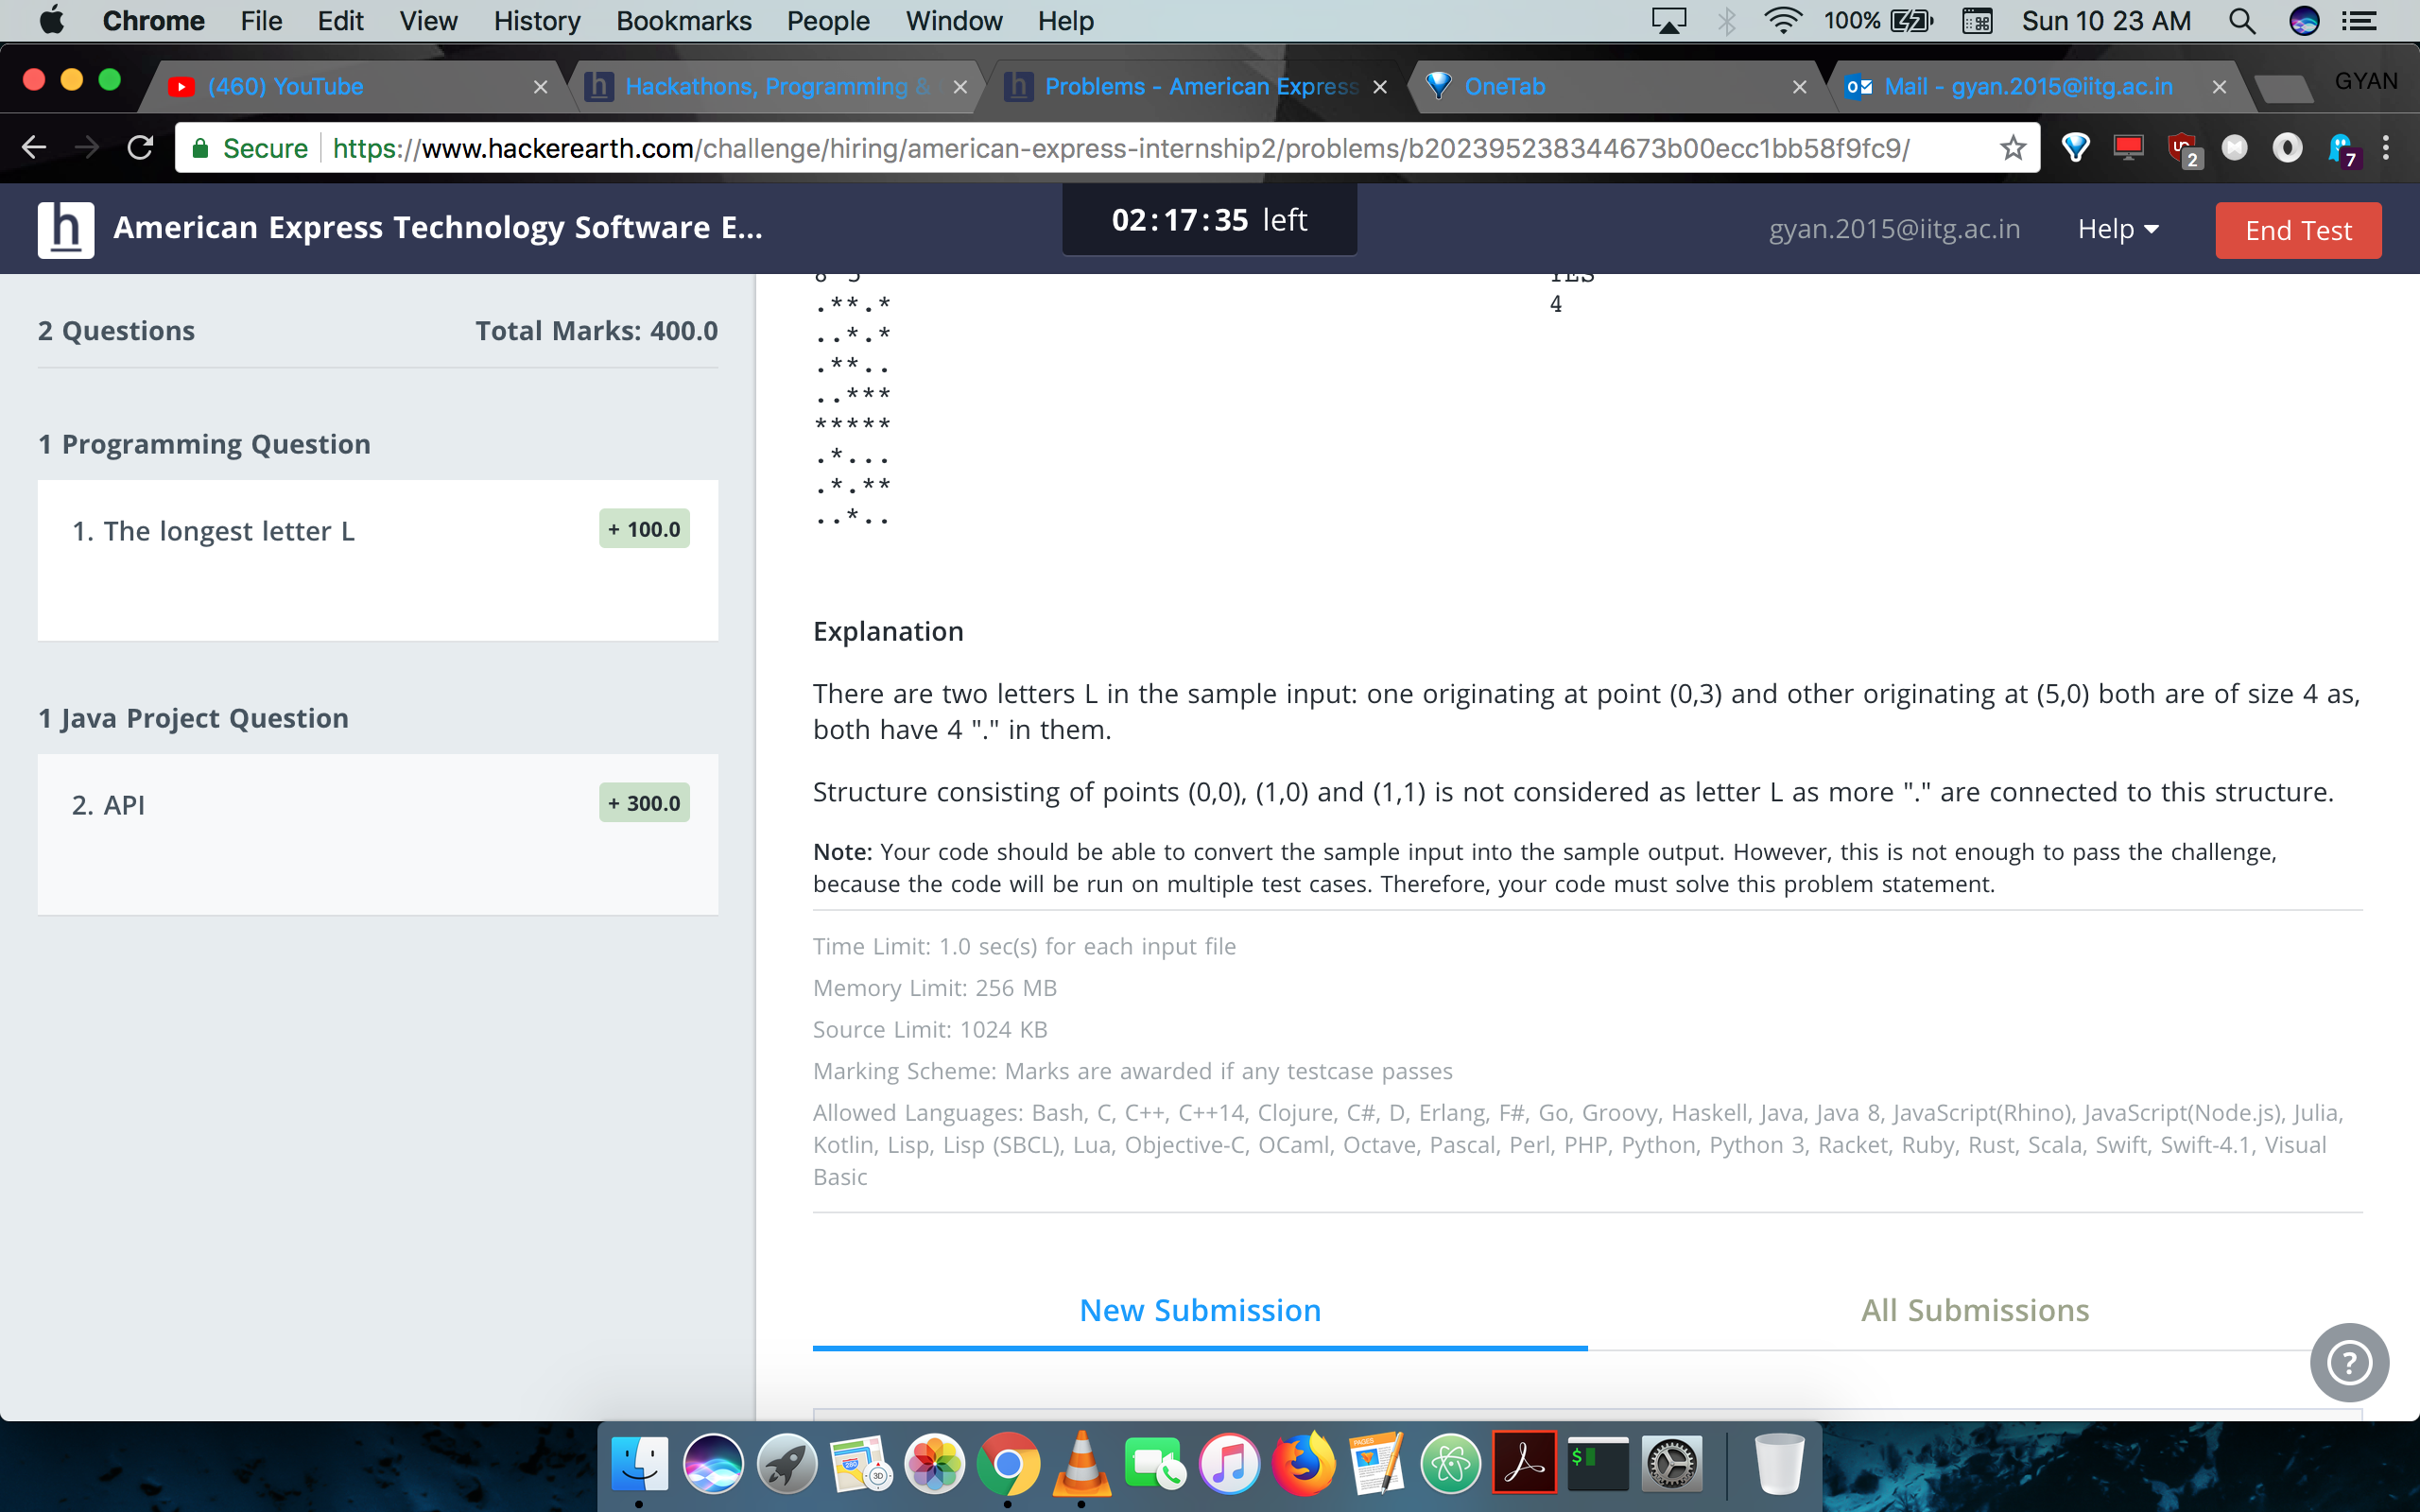 Chrome File Edit View History Bookmarks People Window Help 100% Sun 10 23 AM
(460) YouTube Hackathons, Programming & Problems - American Express OneTab Mail - gyan.2015@iitg.ac.in GYAN
Secure https://www.hackerearth.com/challenge/hiring/american-express-internship2/problems/b202395238344673b00ecc1bb58f9fc9/ 2 7
h American Express Technology Software E... 02:17:35 left gyan.2015@iitg.ac.in Help End Test
8 5 YES
.**.* 4
..*.*
.**..
..***
*****
.*...
.*.**
..*..
2 Questions Total Marks: 400.0
1 Programming Question
1. The longest letter L + 100.0
1 Java Project Question
2. API + 300.0
Explanation
There are two letters L in the sample input: one originating at point (0,3) and other originating at (5,0) both are of size 4 as,
both have 4 "." in them.
Structure consisting of points (0,0), (1,0) and (1,1) is not considered as letter L as more "." are connected to this structure.
Note: Your code should be able to convert the sample input into the sample output. However, this is not enough to pass the challenge,
because the code will be run on multiple test cases. Therefore, your code must solve this problem statement.
Time Limit: 1.0 sec(s) for each input file
Memory Limit: 256 MB
Source Limit: 1024 KB
Marking Scheme: Marks are awarded if any testcase passes
Allowed Languages: Bash, C, C++, C++14, Clojure, C#, D, Erlang, F#, Go, Groovy, Haskell, Java, Java 8, JavaScript(Rhino), JavaScript(Node.js), Julia,
Kotlin, Lisp, Lisp (SBCL), Lua, Objective-C, OCaml, Octave, Pascal, Perl, PHP, Python, Python 3, Racket, Ruby, Rust, Scala, Swift, Swift-4.1, Visual
Basic
New Submission All Submissions
?